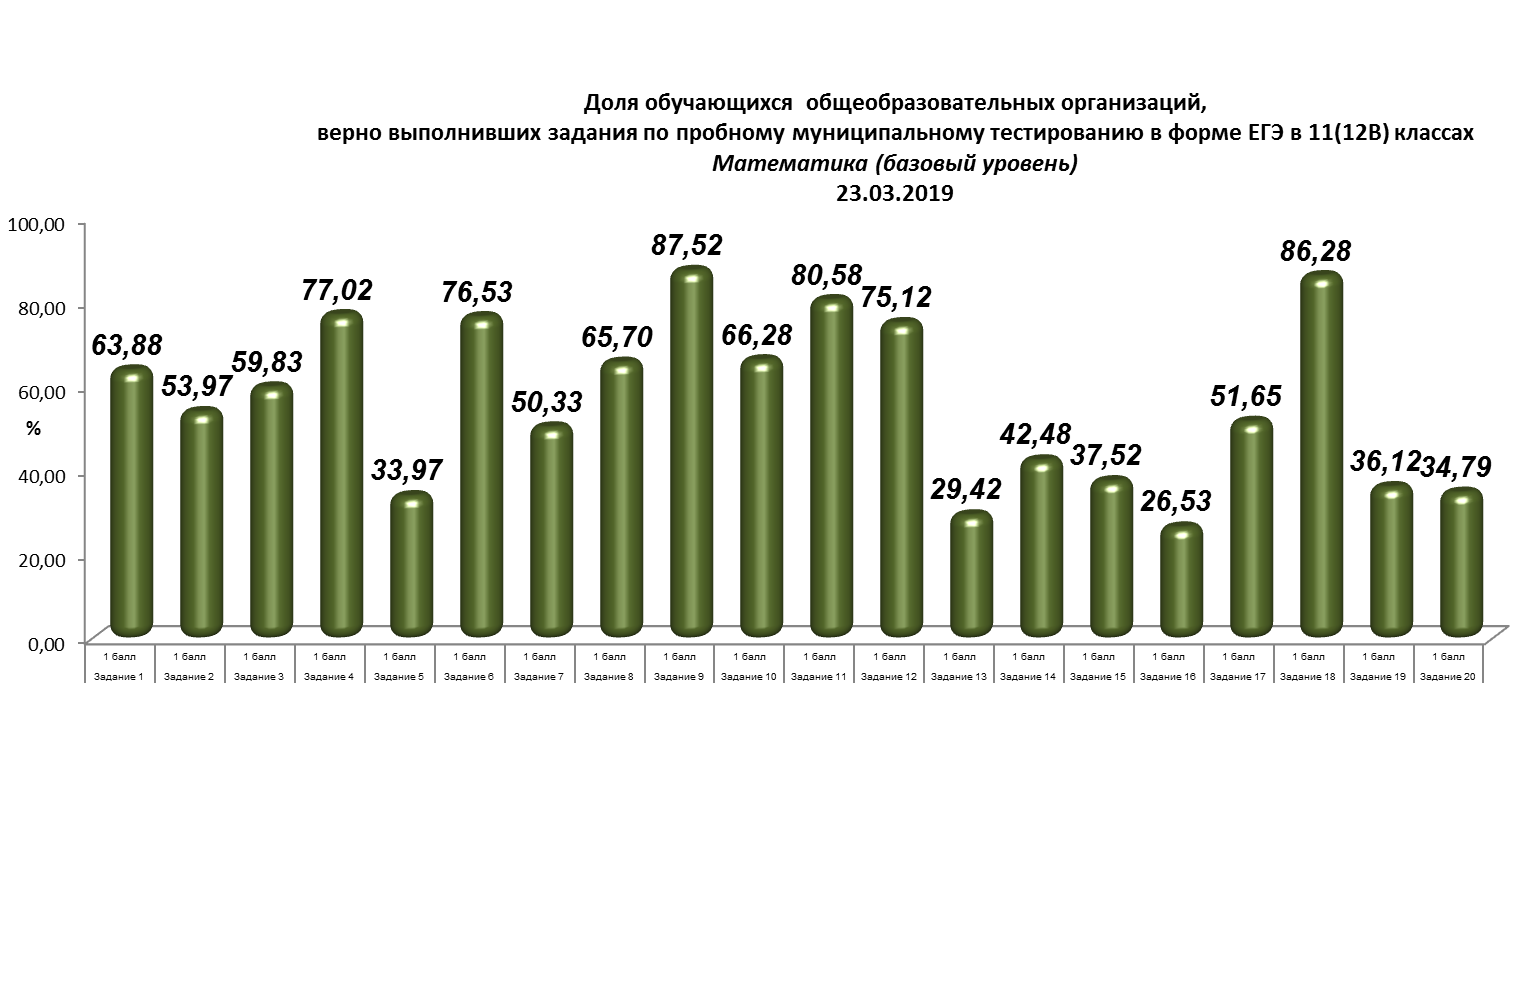 Доля обучающихся  общеобразовательных организаций,
верно выполнивших задания по пробному муниципальному тестированию в форме ЕГЭ в 11(12В) классах
Математика (базовый уровень)
23.03.2019
100,00
80,00
60,00
%
40,00
20,00
0,00
63,88 53,97 59,83 77,02 33,97 76,53 50,33 65,70 87,52 66,28 80,58 75,12 29,42 42,48 37,52 26,53 51,65 86,28 36,12 34,79
1 балл 1 балл 1 балл 1 балл 1 балл 1 балл 1 балл 1 балл 1 балл 1 балл 1 балл 1 балл 1 балл 1 балл 1 балл 1 балл 1 балл 1 балл 1 балл 1 балл
Задание 1 Задание 2 Задание 3 Задание 4 Задание 5 Задание 6 Задание 7 Задание 8 Задание 9 Задание 10 Задание 11 Задание 12 Задание 13 Задание 14 Задание 15 Задание 16 Задание 17 Задание 18 Задание 19 Задание 20